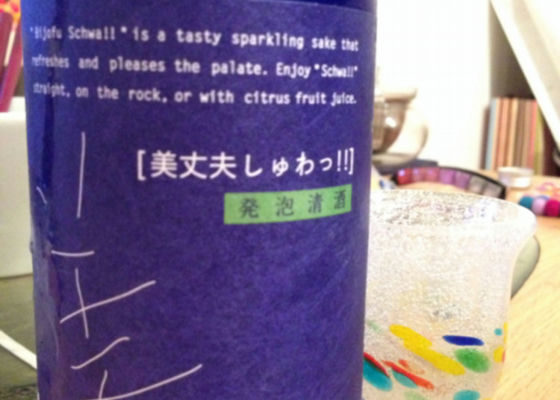 "Bijofu Schwa!!" is a tasty sparkling sake that
refreshes and pleases the palate. Enjoy "Schwa!!"
straight, on the rock, or with citrus fruit juice.
[美丈夫しゅわっ!!]
発泡清酒